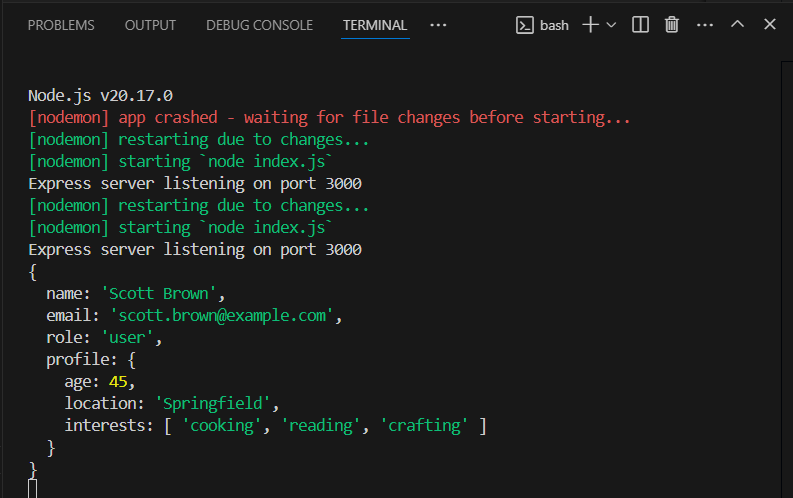 PROBLEMS OUTPUT DEBUG CONSOLE TERMINAL ··· bash ···
Node.js v20.17.0
[nodemon] app crashed - waiting for file changes before starting...
[nodemon] restarting due to changes...
[nodemon] starting `node index.js`
Express server listening on port 3000
[nodemon] restarting due to changes...
[nodemon] starting `node index.js`
Express server listening on port 3000
{
  name: 'Scott Brown',
  email: 'scott.brown@example.com',
  role: 'user',
  profile: {
    age: 45,
    location: 'Springfield',
    interests: [ 'cooking', 'reading', 'crafting' ]
  }
}